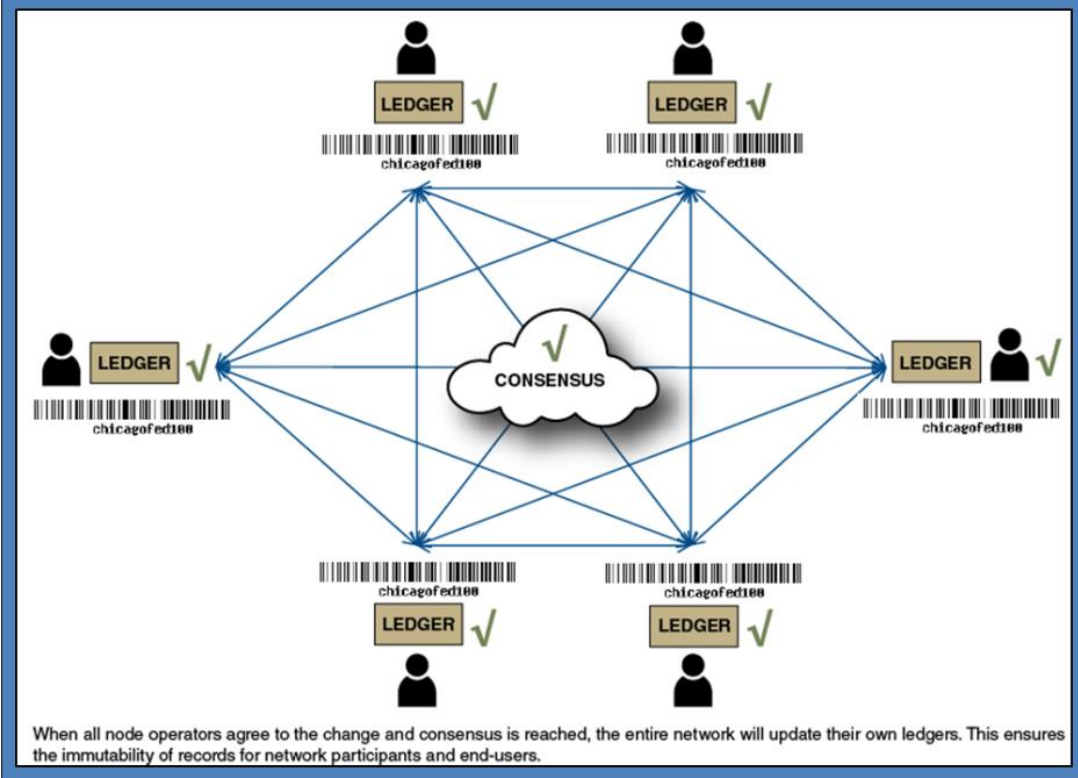 LEDGER √
LEDGER √
chicagofed100
chicagofed100
√
CONSENSUS
LEDGER √
LEDGER √
chicagofed100
chicagofed100
chicagofed100
chicagofed100
LEDGER √
LEDGER √
When all node operators agree to the change and consensus is reached, the entire network will update their own ledgers. This ensures
the immutability of records for network participants and end-users.